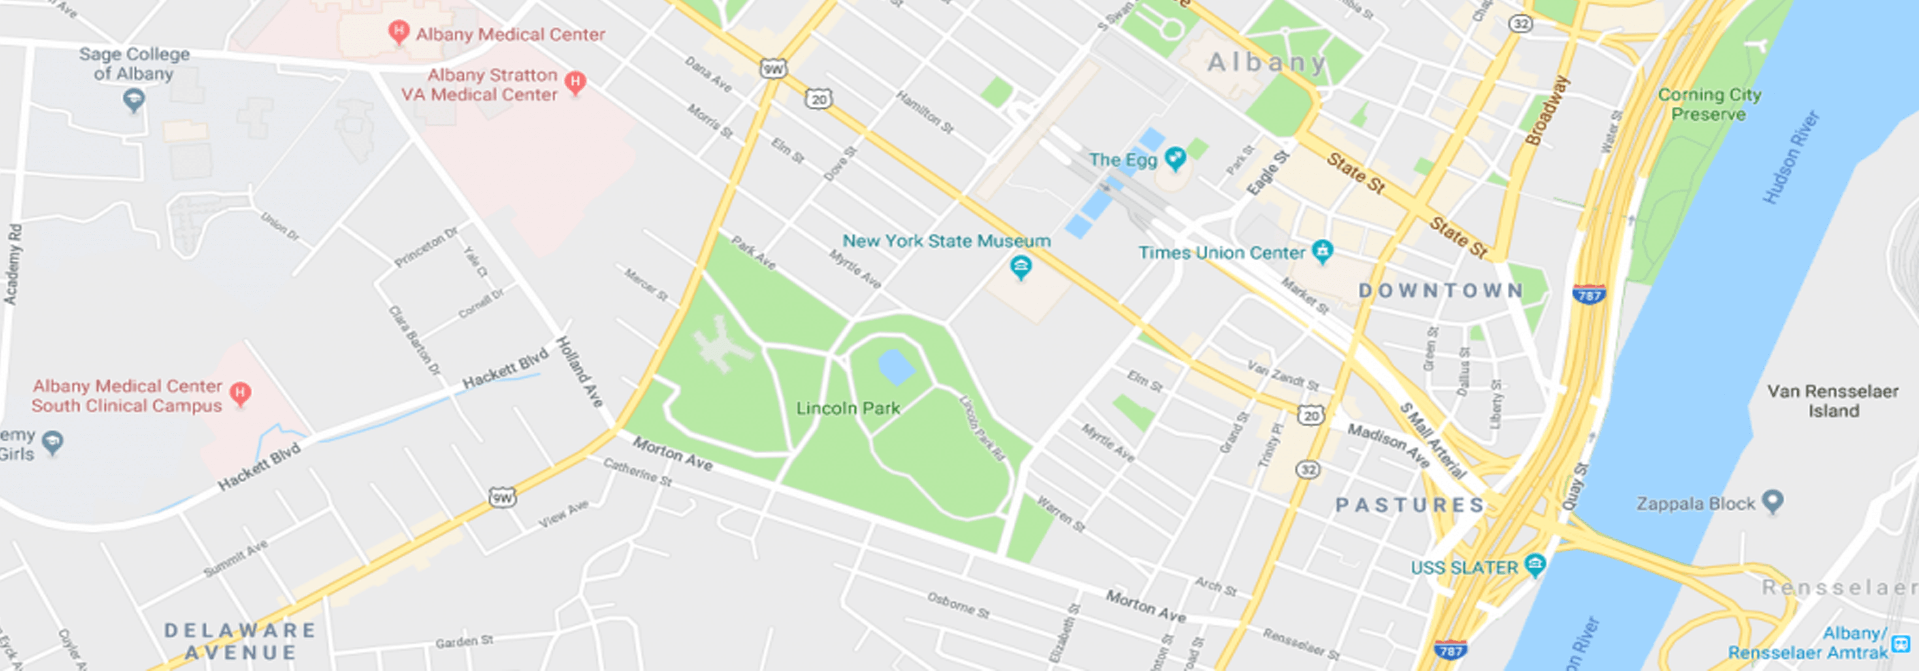 Albany Medical Center
Sage College
of Albany
Albany Stratton
VA Medical Center
9W
20
Dana Ave
Morris St
Elm St
Dove St
Hamilton St
S Swan
Albany
32
Broadway
Water St
Corning City
Preserve
Hudson River
The Egg
Park St
Eagle St
State St
State St
Academy Rd
Union Dr
Princeton Dr
Yale Ct
Cornell Dr
Clara Barton Dr
Mercer St
Park Ave
Myrtle Ave
New York State Museum
Times Union Center
Market St
DOWNTOWN
787
Hackett Blvd
Holland Ave
Albany Medical Center
South Clinical Campus
emy
Girls
Hackett Blvd
Lincoln Park
Lincoln Park Rd
Elm St
Myrtle Ave
Van Zandt St
Green St
Dallius St
Liberty St
20
Grand St
Trinity Pl
Madison Ave
S Mall Arterial
32
Van Rensselaer
Island
Morton Ave
Catherine St
9W
View Ave
Summit Ave
Warren St
PASTURES
Quay St
Zappala Block
USS SLATER
Rensselaer
Arch St
Morton Ave
Osborne St
Elizabeth St
Rensselaer St
787
DELAWARE
AVENUE
Garden St
Albany/
Rensselaer Amtrak